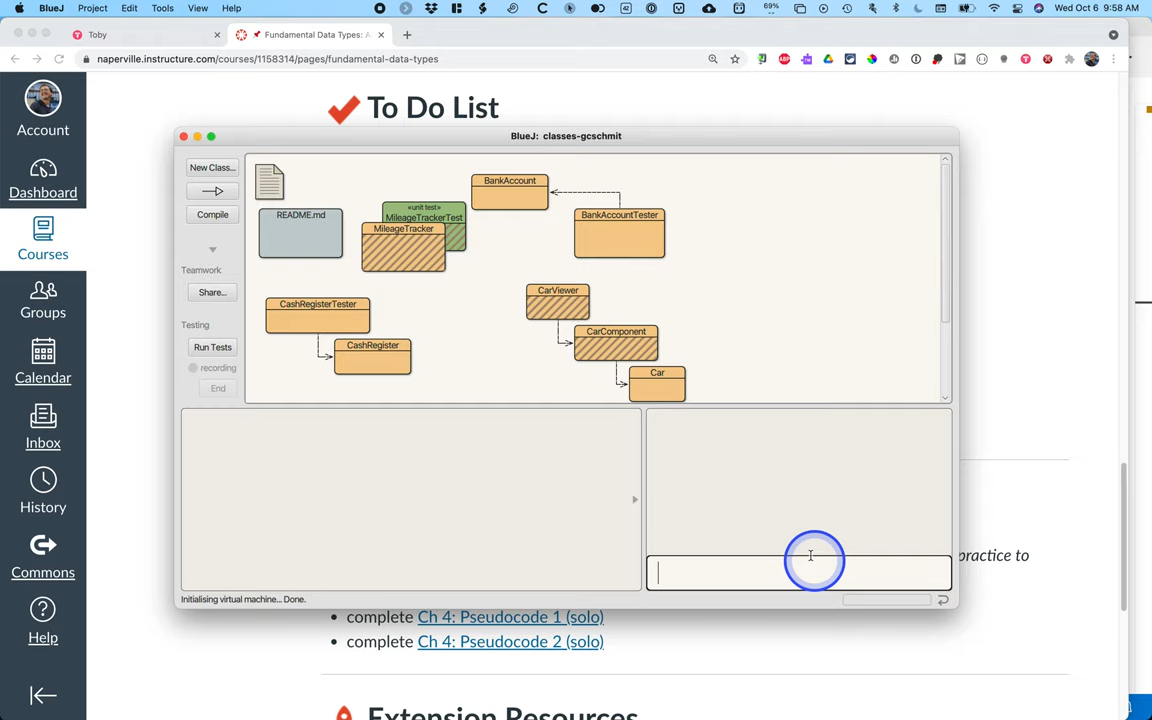 BlueJ Project Edit Tools View Help
42 69% Wed Oct 6 9:58 AM
Toby
Fundamental Data Types: A
naperville.instructure.com/courses/1158314/pages/fundamental-data-types
Account
Dashboard
Courses
Groups
Calendar
Inbox
History
Commons
Help
To Do List
BlueJ: classes-gcschmit
New Class...
Compile
Teamwork
Share...
Testing
Run Tests
recording
End
README.md
«unit test»
MileageTrackerTest
MileageTracker
BankAccount
BankAccountTester
CashRegisterTester
CashRegister
CarViewer
CarComponent
Car
Initialising virtual machine... Done.
practice to
complete Ch 4: Pseudocode 1 (solo)
complete Ch 4: Pseudocode 2 (solo)
Extension Resources